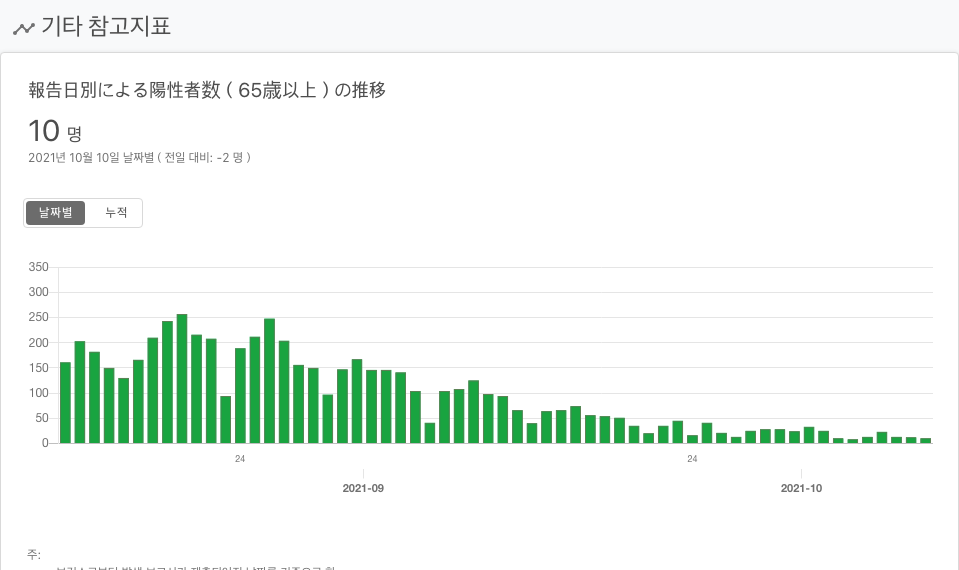 기타 참고지표
報告日別による陽性者数 ( 65歳以上 ) の推移
10 명
2021년 10월 10일 날짜별 ( 전일 대비: -2 명 )
날짜별 누적
350
300
250
200
150
100
50
0
24 24
2021-09 2021-10
주: